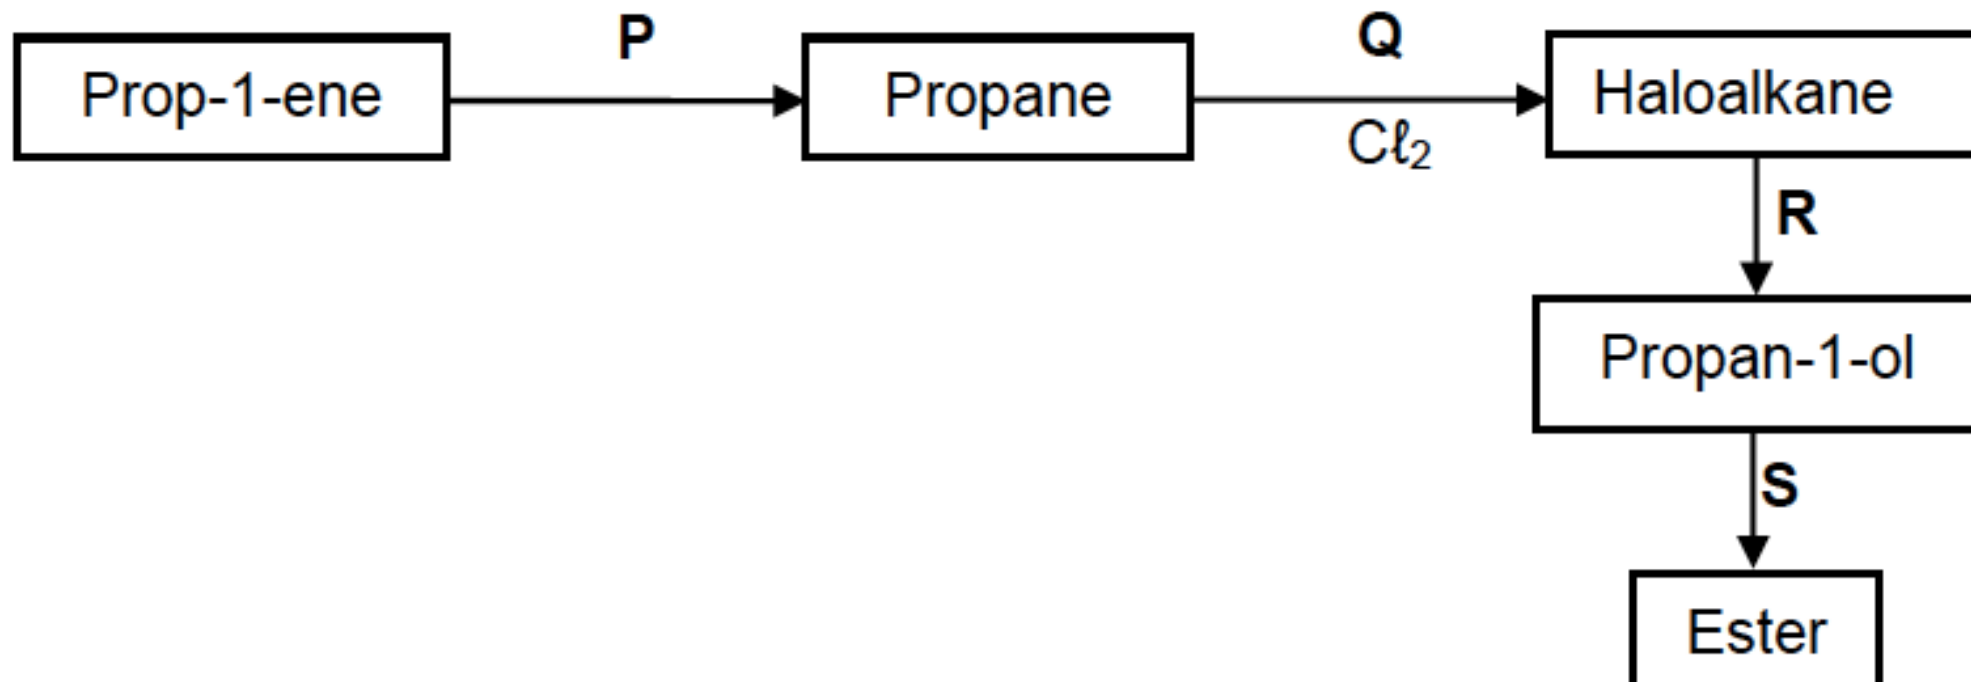 P
Q
Prop-1-ene
Propane
Haloalkane
Cℓ₂
R
Propan-1-ol
S
Ester